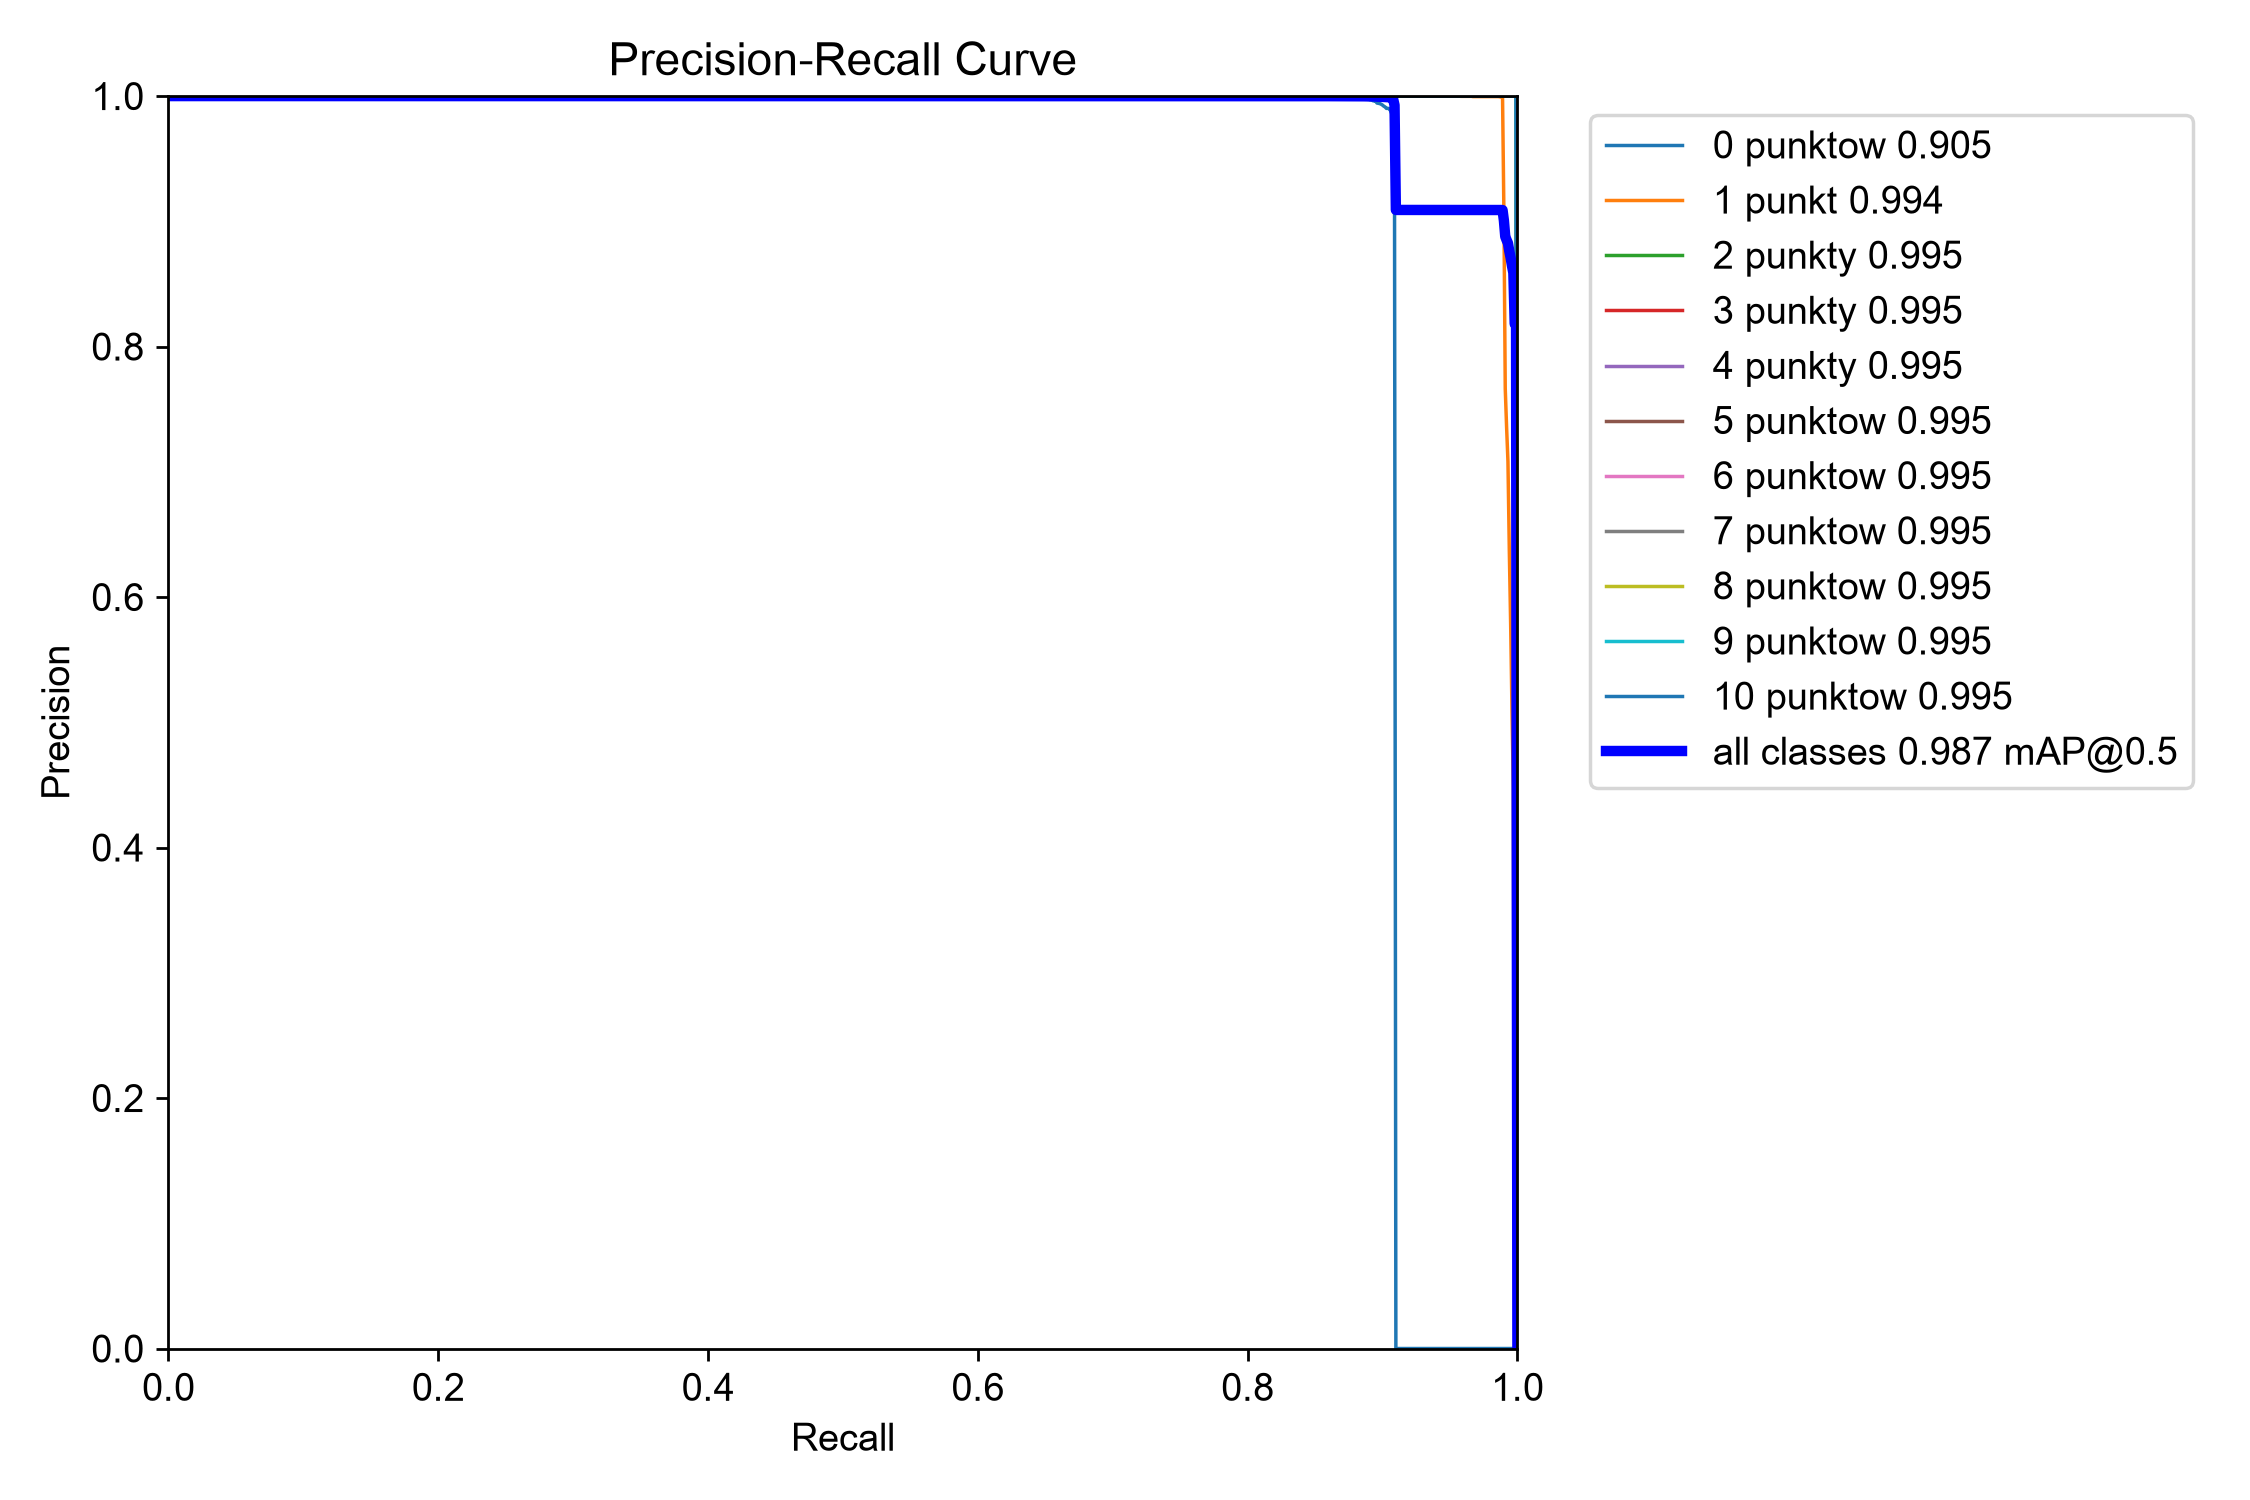 Precision-Recall Curve
1.0
0.8
0.6
0.4
0.2
0.0
Precision
0.0 0.2 0.4 0.6 0.8 1.0
Recall
0 punktow 0.905
1 punkt 0.994
2 punkty 0.995
3 punkty 0.995
4 punkty 0.995
5 punktow 0.995
6 punktow 0.995
7 punktow 0.995
8 punktow 0.995
9 punktow 0.995
10 punktow 0.995
all classes 0.987 mAP@0.5